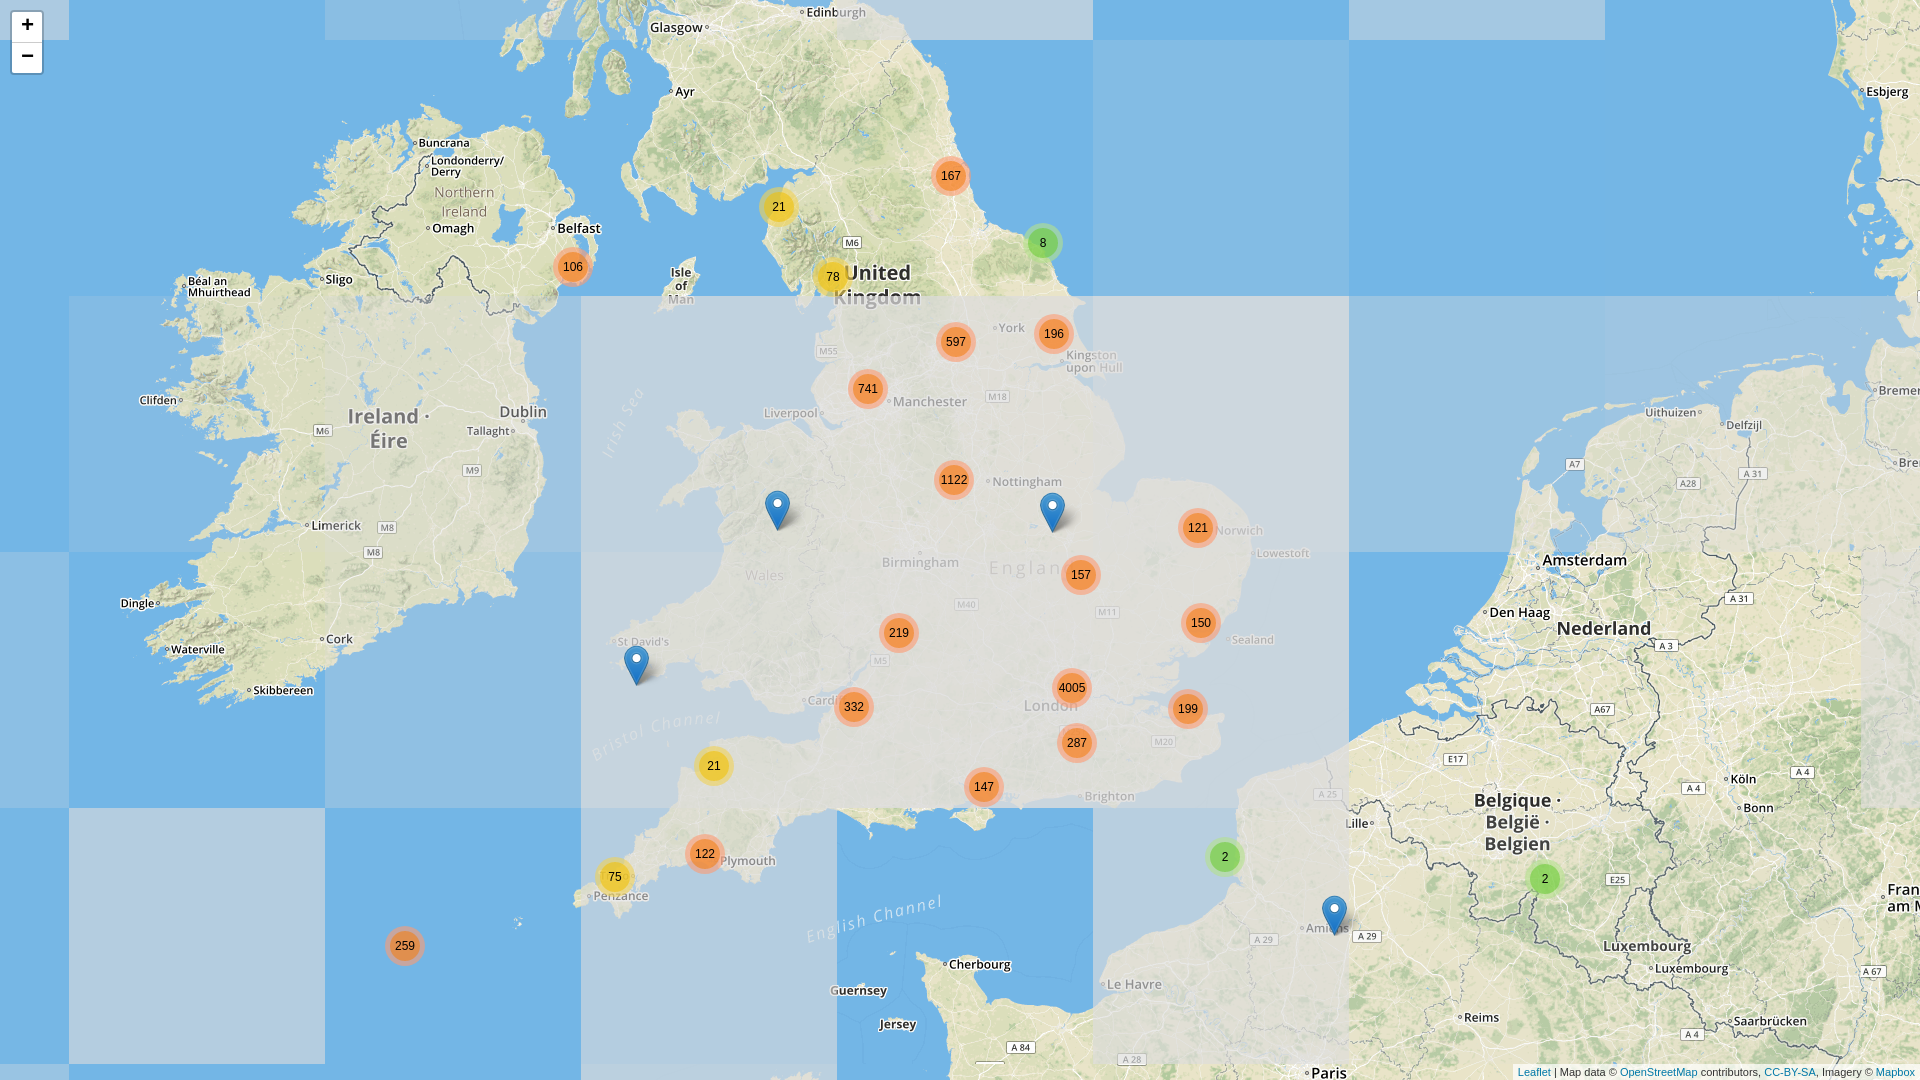 +
−
Glasgow
Edinburgh
Ayr
Esbjerg
Buncrana
Londonderry/
Derry
Northern
Ireland
Omagh
Belfast
167
21
8
M6
106
78
United
Kingdom
Isle
of
Man
Sligo
Béal an
Mhuirthead
York
196
597
Kingston
upon Hull
M55
741
Manchester
M18
Liverpool
Irish Sea
Clifden
Ireland ·
Éire
Dublin
Tallaght
M6
M9
Uithuizen
Delfzijl
Breme
Bre
A7
A 31
A28
1122
Nottingham
121
Norwich
Lowestoft
Limerick
M8
M8
Birmingham
Wales
Englan
157
Amsterdam
A 31
Den Haag
Nederland
A 3
Dingle
Cork
Waterville
Skibbereen
M40
M11
219
150
Sealand
St David's
M5
4005
London
Cardi
332
199
A67
Bristol Channel
287
M20
E17
21
147
Brighton
A 25
Köln
A 4
A 4
Bonn
Belgique ·
België ·
Belgien
Lille
122
Plymouth
75
Penzance
2
2
E25
Fran
am M
259
English Channel
Amiens
A 29
A 29
Luxembourg
Luxembourg
A 67
Cherbourg
Le Havre
Guernsey
Jersey
Reims
Saarbrücken
A 4
A 84
A 28
Paris
Leaflet | Map data © OpenStreetMap contributors, CC-BY-SA, Imagery © Mapbox